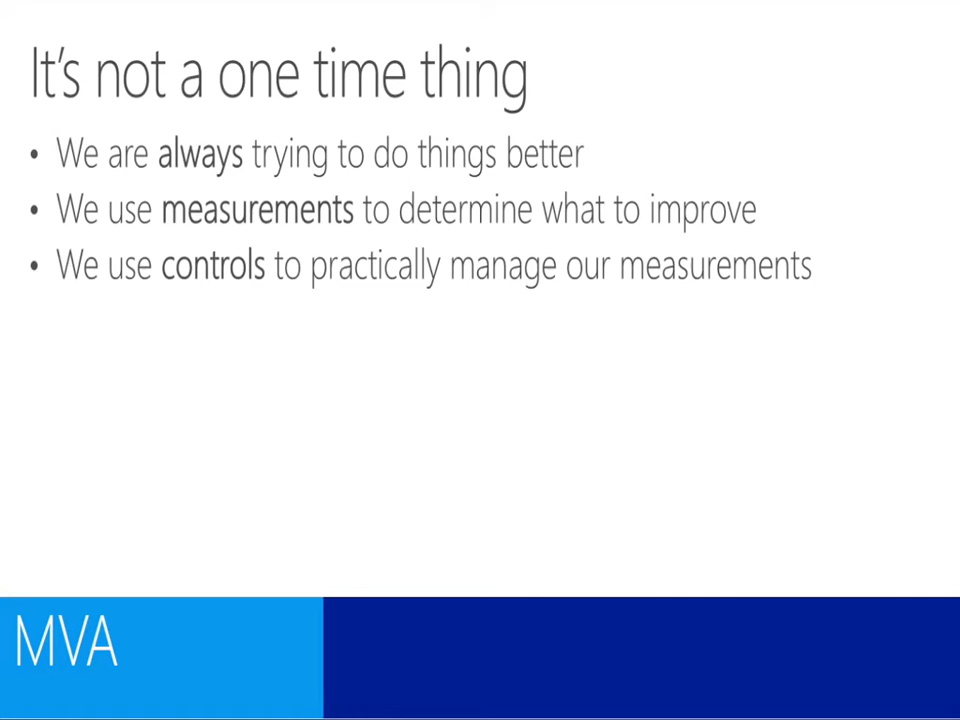 It's not a one time thing
• We are always trying to do things better
• We use measurements to determine what to improve
• We use controls to practically manage our measurements
MVA